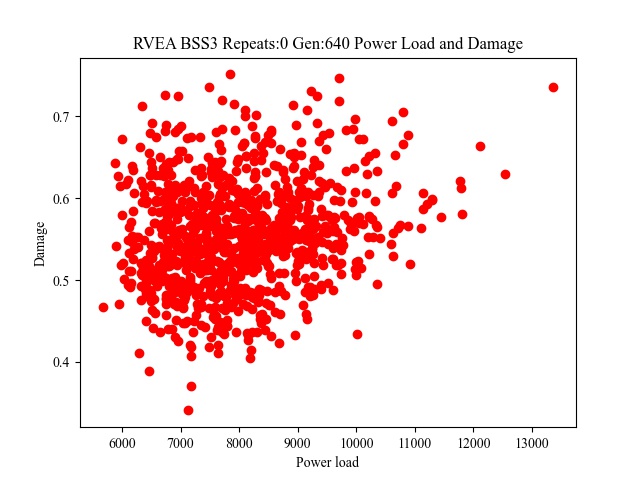 RVEA BSS3 Repeats:0 Gen:640 Power Load and Damage
0.7
0.6
0.5
0.4
Damage
6000 7000 8000 9000 10000 11000 12000 13000
Power load